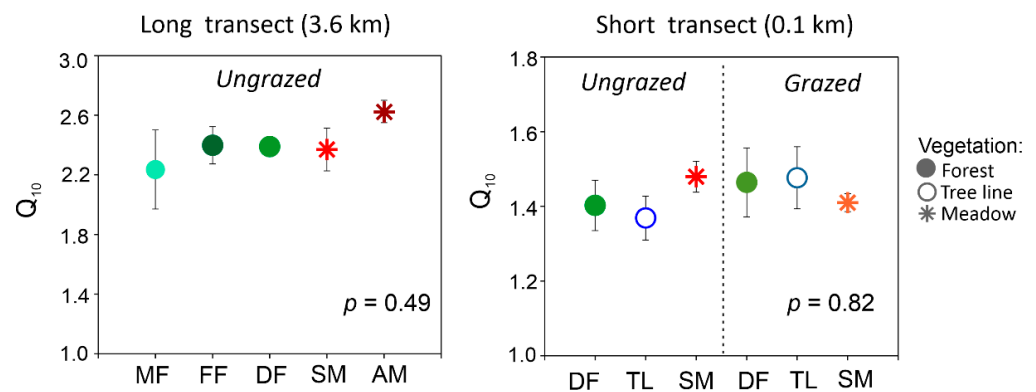 Long transect (3.6 km)
Short transect (0.1 km)
Ungrazed
3.0
2.6
2.2
1.8
1.4
1.0
Q10
p = 0.49
MF FF DF SM AM
Ungrazed Grazed
1.8
1.6
1.4
1.2
1.0
Q10
p = 0.82
DF TL SM DF TL SM
Vegetation:
Forest
Tree line
Meadow